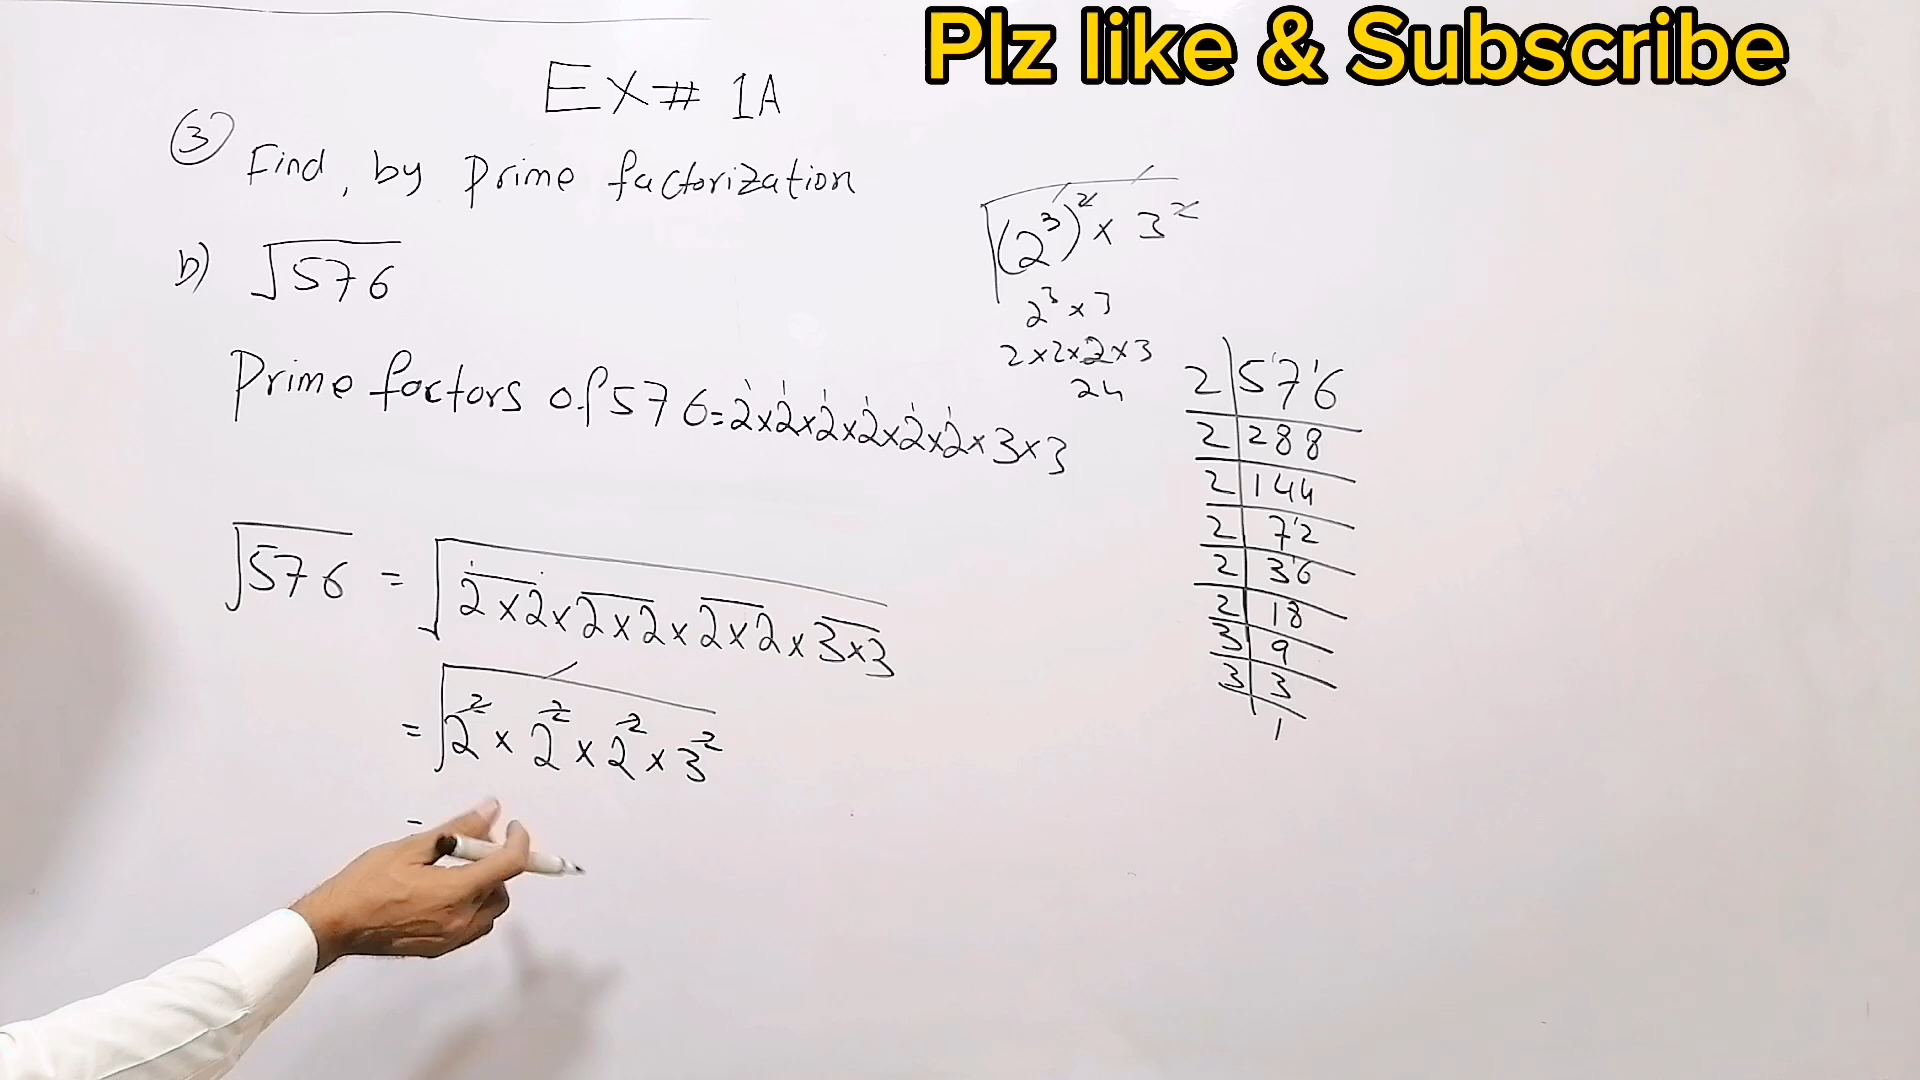 Plz like & Subscribe
EX# 1A
③ Find, by Prime factorization
b) √576
Prime factors of 576=2×2×2×2×2×2×3×3
√576 = √2×2×2×2×2×2×3×3
= √2² × 2² × 2² × 3²
=
√(2³)² × 3²
2³ × 3
2×2×2×3
24
2 | 576
2 | 288
2 | 144
2 | 72
2 | 36
2 | 18
3 | 9
3 | 3
1